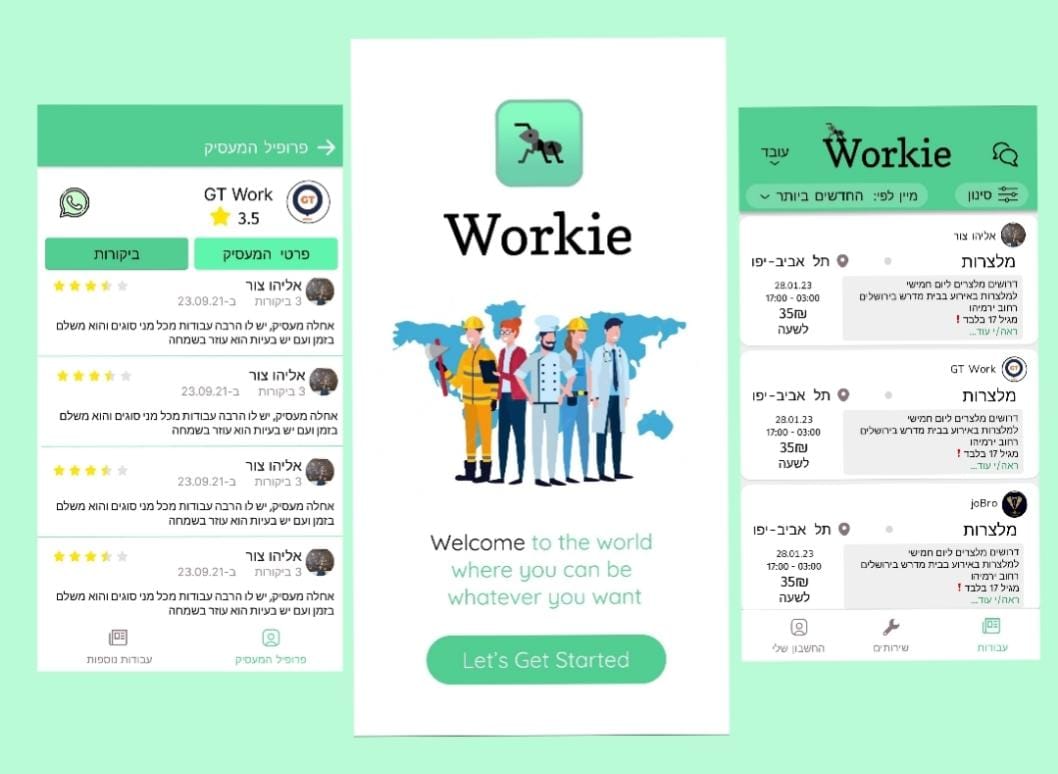 פרופיל המעסיק
GT Work
3.5
GT
פרטי המעסיק
ביקורות
אליהו צור
3 ביקורות ב-23.09.21
אחלה מעסיק, יש לו הרבה עבודות מכל מני סוגים והוא משלם
בזמן ועם יש בעיות הוא עוזר בשמחה
אליהו צור
3 ביקורות ב-23.09.21
אחלה מעסיק, יש לו הרבה עבודות מכל מני סוגים והוא משלם
בזמן ועם יש בעיות הוא עוזר בשמחה
אליהו צור
3 ביקורות ב-23.09.21
אחלה מעסיק, יש לו הרבה עבודות מכל מני סוגים והוא משלם
בזמן ועם יש בעיות הוא עוזר בשמחה
אליהו צור
3 ביקורות ב-23.09.21
אחלה מעסיק, יש לו הרבה עבודות מכל מני סוגים והוא משלם
בזמן ועם יש בעיות הוא עוזר בשמחה
פרופיל המעסיק
עבודות נוספות
Workie
Welcome to the world
where you can be
whatever you want
Let's Get Started
עובד
Workie
סינון
מיין לפי: החדשים ביותר
אליהו צור
מלצרות
תל אביב-יפו
דרושים מלצרים ליום חמישי
למלצרות באירוע בבית מדרש בירושלים
רחוב ירמיהו
מגיל 17 בלבד !
ראה/י עוד...
28.01.23
17:00 - 03:00
35₪
לשעה
GT Work
GT
מלצרות
תל אביב-יפו
דרושים מלצרים ליום חמישי
למלצרות באירוע בבית מדרש בירושלים
רחוב ירמיהו
מגיל 17 בלבד !
ראה/י עוד...
28.01.23
17:00 - 03:00
35₪
לשעה
joBro
מלצרות
תל אביב-יפו
דרושים מלצרים ליום חמישי
למלצרות באירוע בבית מדרש בירושלים
רחוב ירמיהו
מגיל 17 בלבד !
ראה/י עוד...
28.01.23
17:00 - 03:00
35₪
לשעה
עבודות
שירותים
החשבון שלי